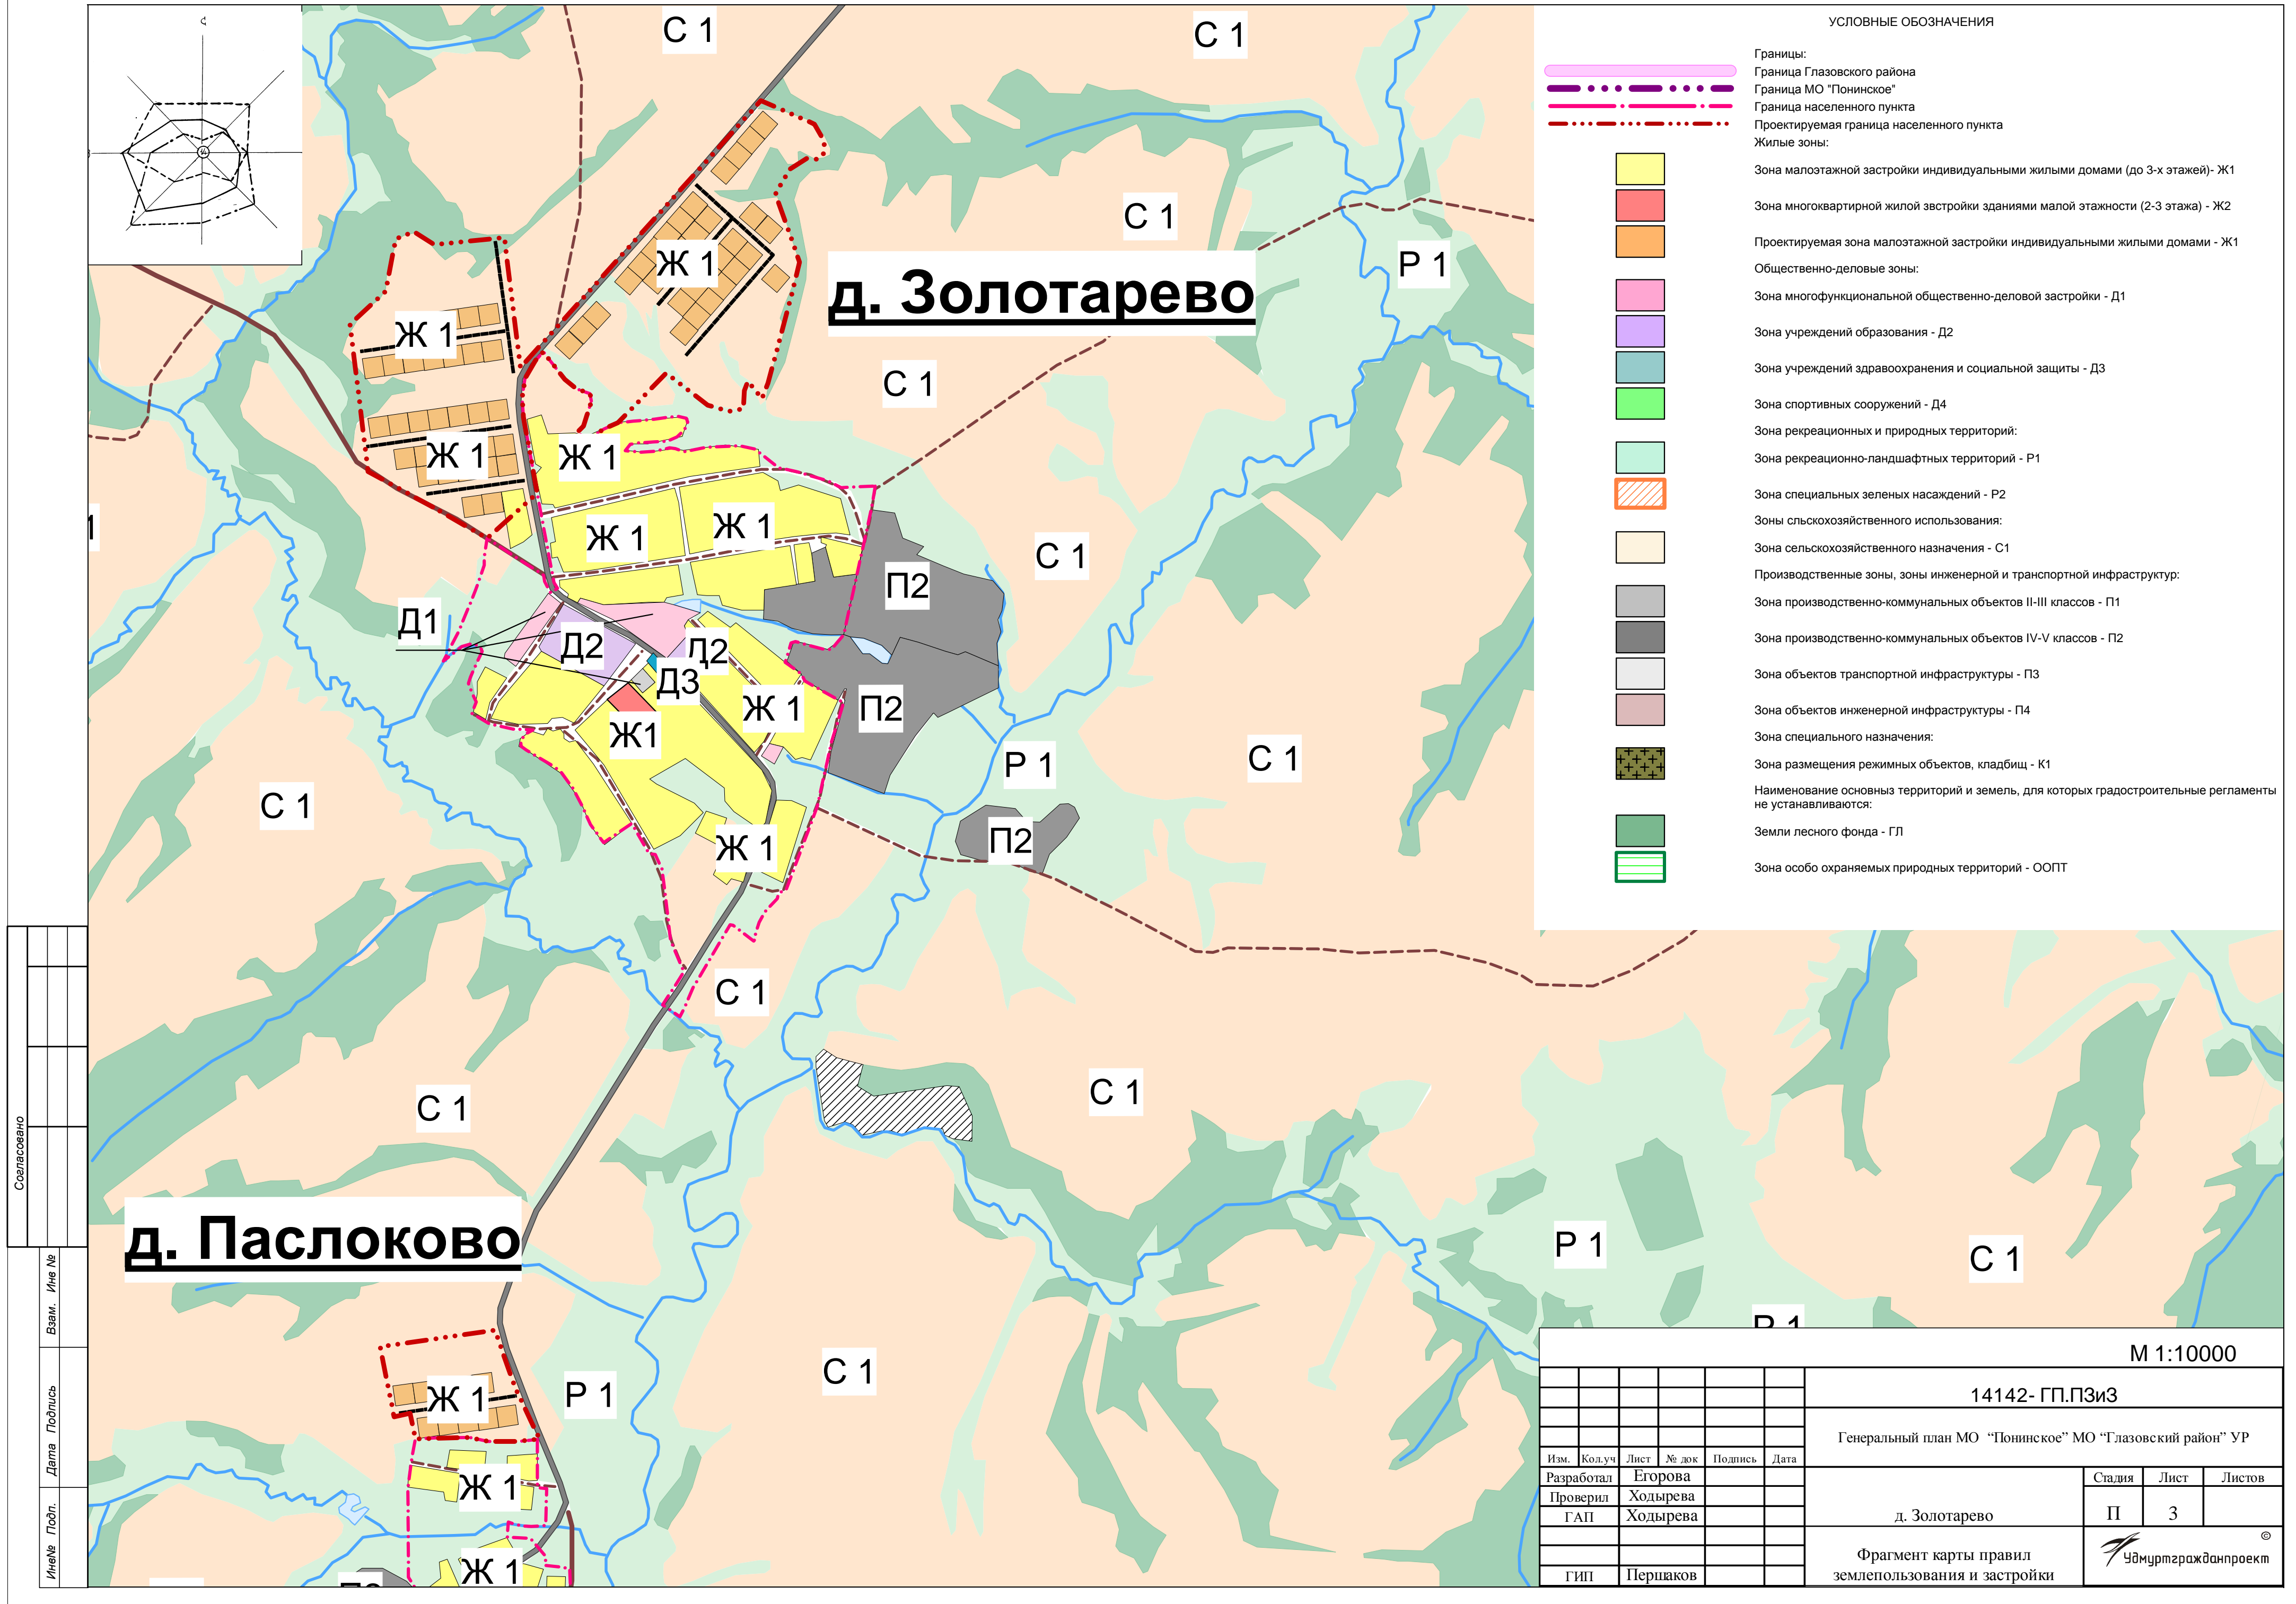 УСЛОВНЫЕ ОБОЗНАЧЕНИЯ
Границы:
Граница Глазовского района
Граница МО "Понинское"
Граница населенного пункта
Проектируемая граница населенного пункта
Жилые зоны:
Зона малоэтажной застройки индивидуальными жилыми домами (до 3-х этажей)- Ж1
Зона многоквартирной жилой звстройки зданиями малой этажности (2-3 этажа) - Ж2
Проектируемая зона малоэтажной застройки индивидуальными жилыми домами - Ж1
Общественно-деловые зоны:
Зона многофункциональной общественно-деловой застройки - Д1
Зона учреждений образования - Д2
Зона учреждений здравоохранения и социальной защиты - Д3
Зона спортивных сооружений - Д4
Зона рекреационных и природных территорий:
Зона рекреационно-ландшафтных территорий - Р1
Зона специальных зеленых насаждений - Р2
Зоны сльскохозяйственного использования:
Зона сельскохозяйственного назначения - С1
Производственные зоны, зоны инженерной и транспортной инфраструктур:
Зона производственно-коммунальных объектов II-III классов - П1
Зона производственно-коммунальных объектов IV-V классов - П2
Зона объектов транспортной инфраструктуры - П3
Зона объектов инженерной инфраструктуры - П4
Зона специального назначения:
Зона размещения режимных объектов, кладбищ - К1
Наименование основныз территорий и земель, для которых градостроительные регламенты
не устанавливаются:
Земли лесного фонда - ГЛ
Зона особо охраняемых природных территорий - ООПТ
С 1
С 1
С 1
Р 1
Ж 1
д. Золотарево
Ж 1
С 1
Ж 1
Ж 1
Ж 1
Ж 1
С 1
П2
Д1
Д2
Д2
Д3
Ж 1
П2
Ж1
Р 1
С 1
С 1
П2
Ж 1
С 1
С 1
С 1
д. Паслоково
Р 1
С 1
Р 1
С 1
Ж 1
Р 1
Ж 1
Ж 1
Согласовано
Взам. Инв №
Дата Подпись
Инв№ Подп.
М 1:10000
14142- ГП.ПЗиЗ
Генеральный план МО “Понинское” МО “Глазовский район” УР
Изм. Кол.уч Лист № док Подпись Дата
Разработал Егорова
Проверил Ходырева
ГАП Ходырева
ГИП Першаков
д. Золотарево
Стадия Лист Листов
П 3
Фрагмент карты правил
землепользования и застройки
Удмуртгражданпроект
©